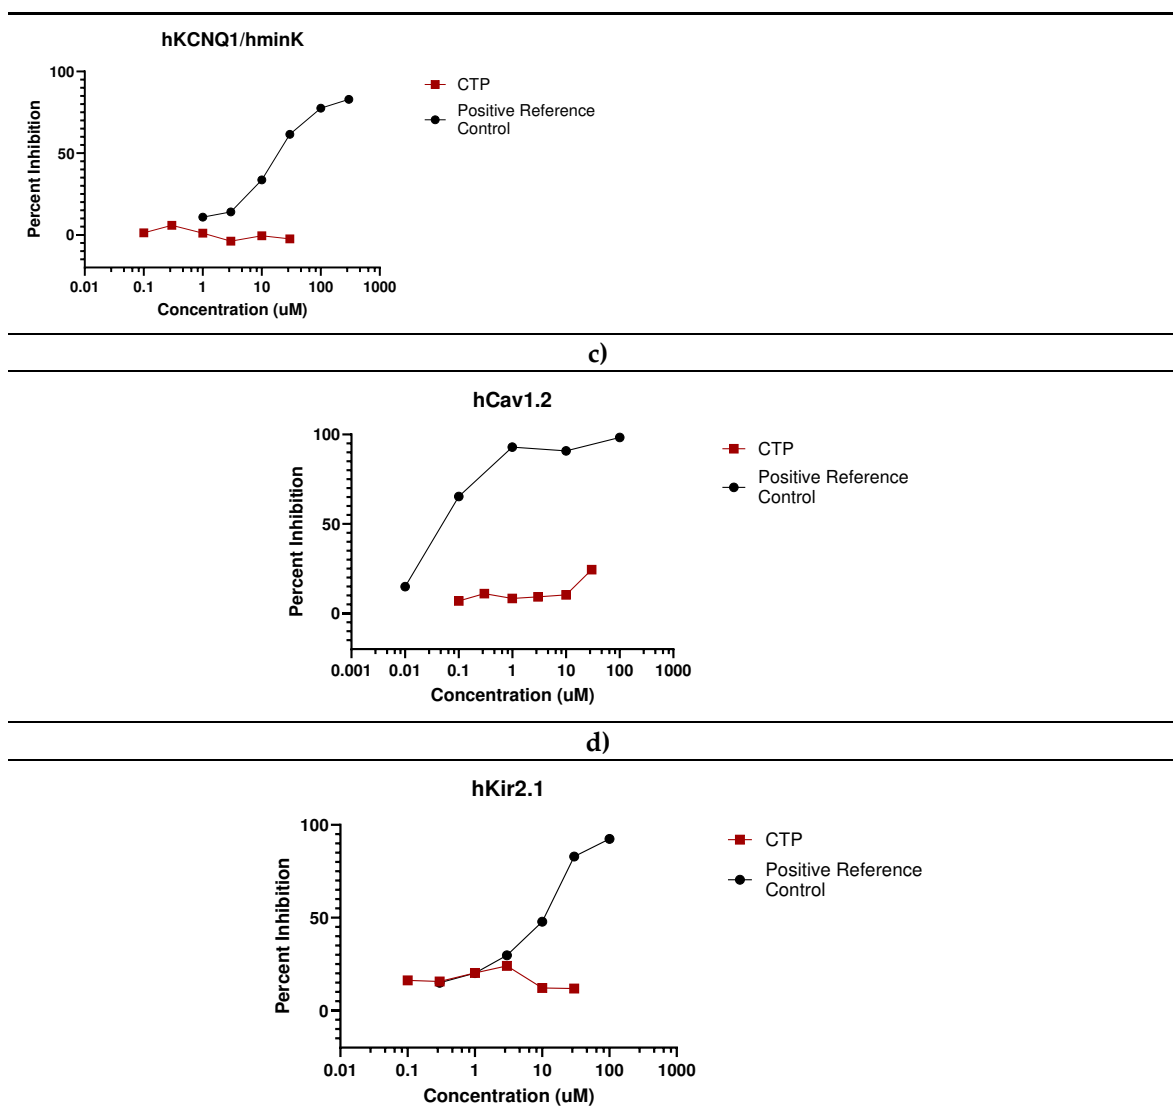 hKCNQ1/hminK
100
50
0
Percent Inhibition
0.01 0.1 1 10 100 1000
Concentration (uM)
CTP
Positive Reference
Control
c)
hCav1.2
100
50
0
Percent Inhibition
0.001 0.01 0.1 1 10 100 1000
Concentration (uM)
CTP
Positive Reference
Control
d)
hKir2.1
100
50
0
Percent Inhibition
0.01 0.1 1 10 100 1000
Concentration (uM)
CTP
Positive Reference
Control